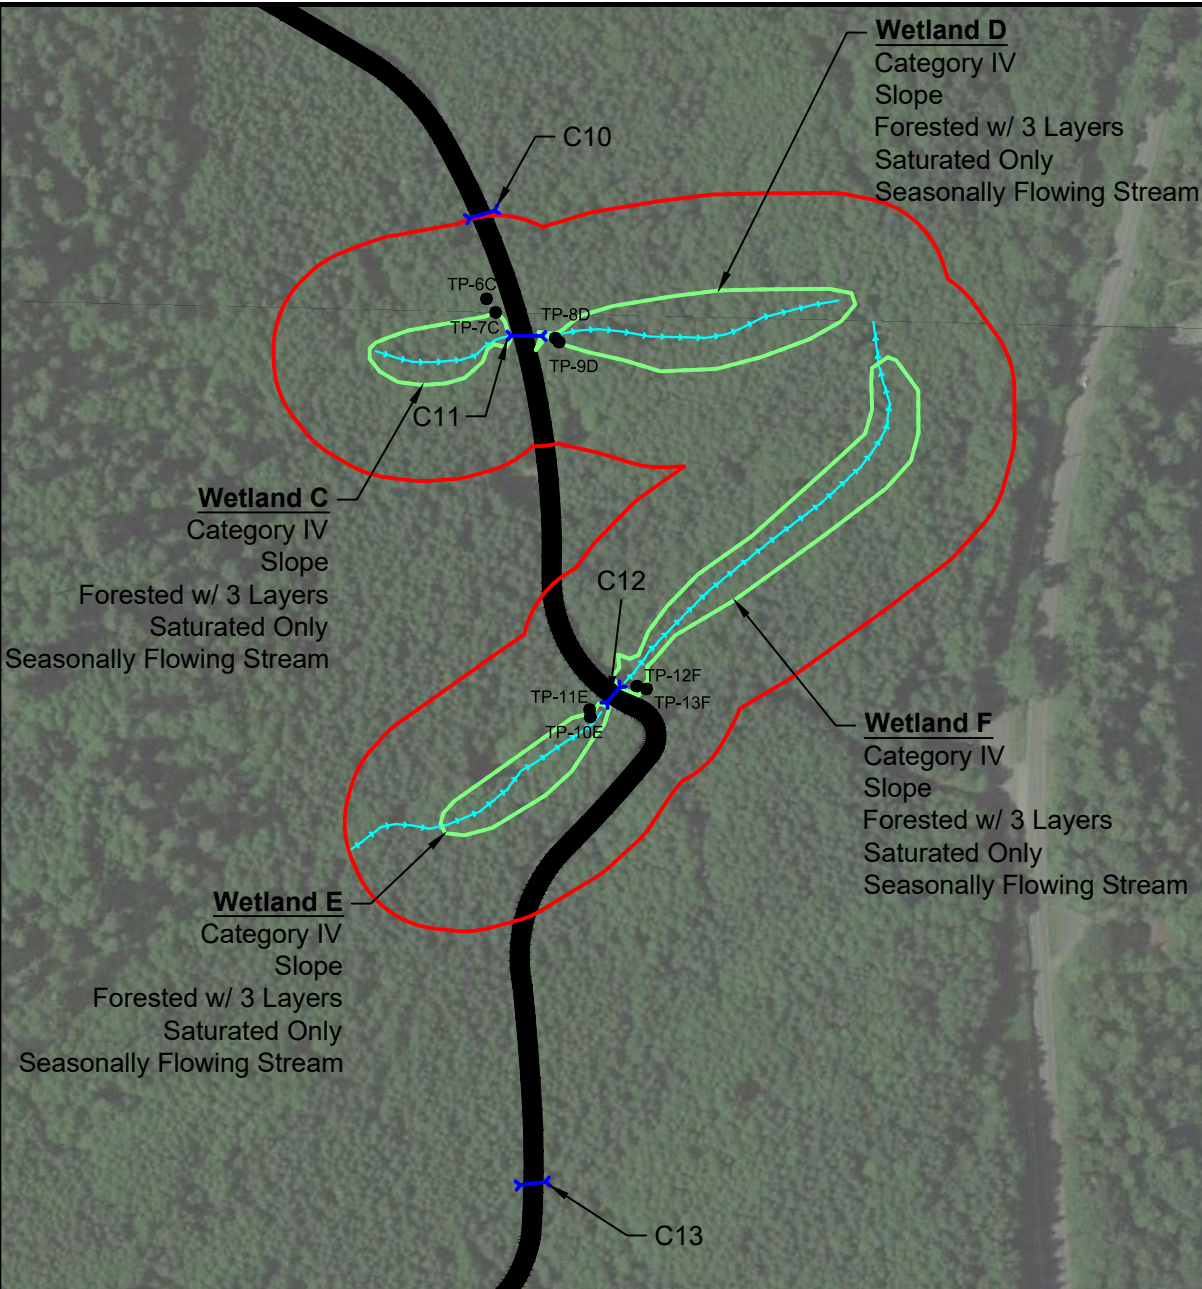 Wetland D
Category IV
Slope
Forested w/ 3 Layers
Saturated Only
Seasonally Flowing Stream
C10
TP-6C
TP-7C
TP-8D
TP-9D
C11
Wetland C
Category IV
Slope
Forested w/ 3 Layers
Saturated Only
Seasonally Flowing Stream
C12
TP-12F
TP-13F
TP-11E
TP-10E
Wetland F
Category IV
Slope
Forested w/ 3 Layers
Saturated Only
Seasonally Flowing Stream
Wetland E
Category IV
Slope
Forested w/ 3 Layers
Saturated Only
Seasonally Flowing Stream
C13